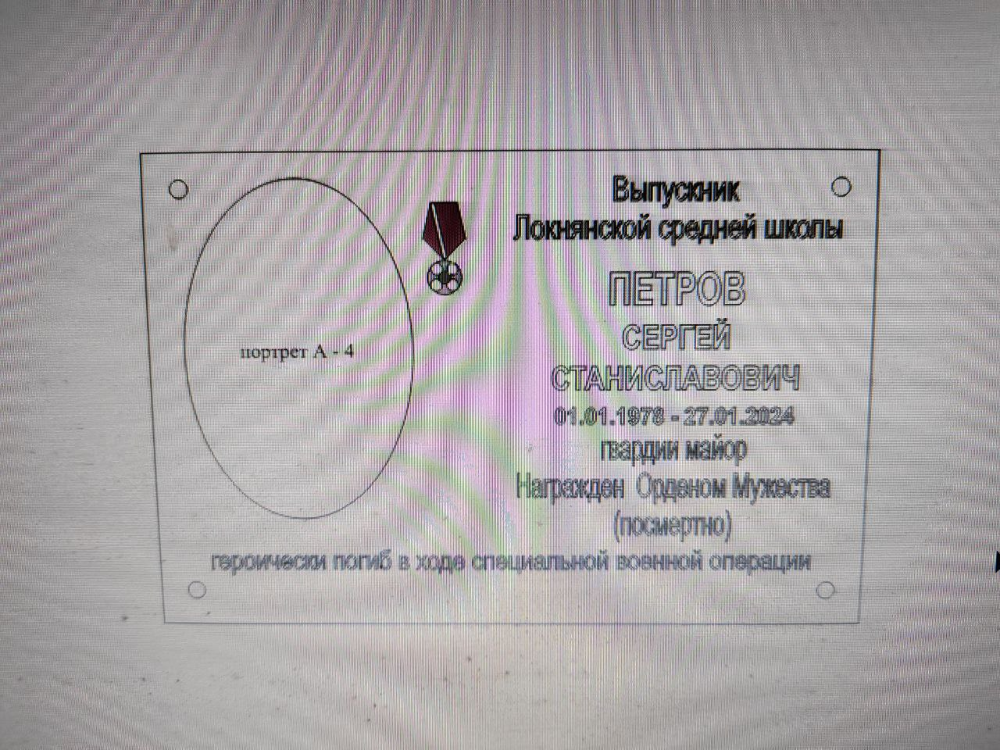 Выпускник
Локнянской средней школы
ПЕТРОВ
СЕРГЕЙ
СТАНИСЛАВОВИЧ
01.01.1978 - 27.01.2024
гвардии майор
Награжден Орденом Мужества
(посмертно)
героически погиб в ходе специальной военной операции
портрет А - 4